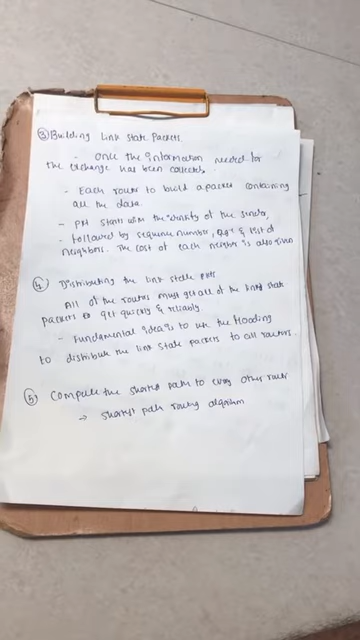 ③ Building Link State Packets.
- Once the information needed for
the Exchange has been collected
- Each router to build a packet containing
all the data.
- Pkt starts with the identity of the sender,
- followed by sequence number, age & list of
neighbors. The cost of each neighbor is also given
④ Distributing the link state pkts
All of the routers must get all of the link state
packets to get quickly & reliably
- Fundamental idea is to use the flooding
to distribute the link state packets to all routers.
⑤ Compute the shortest path to every other router
→ shortest path routing algorithm